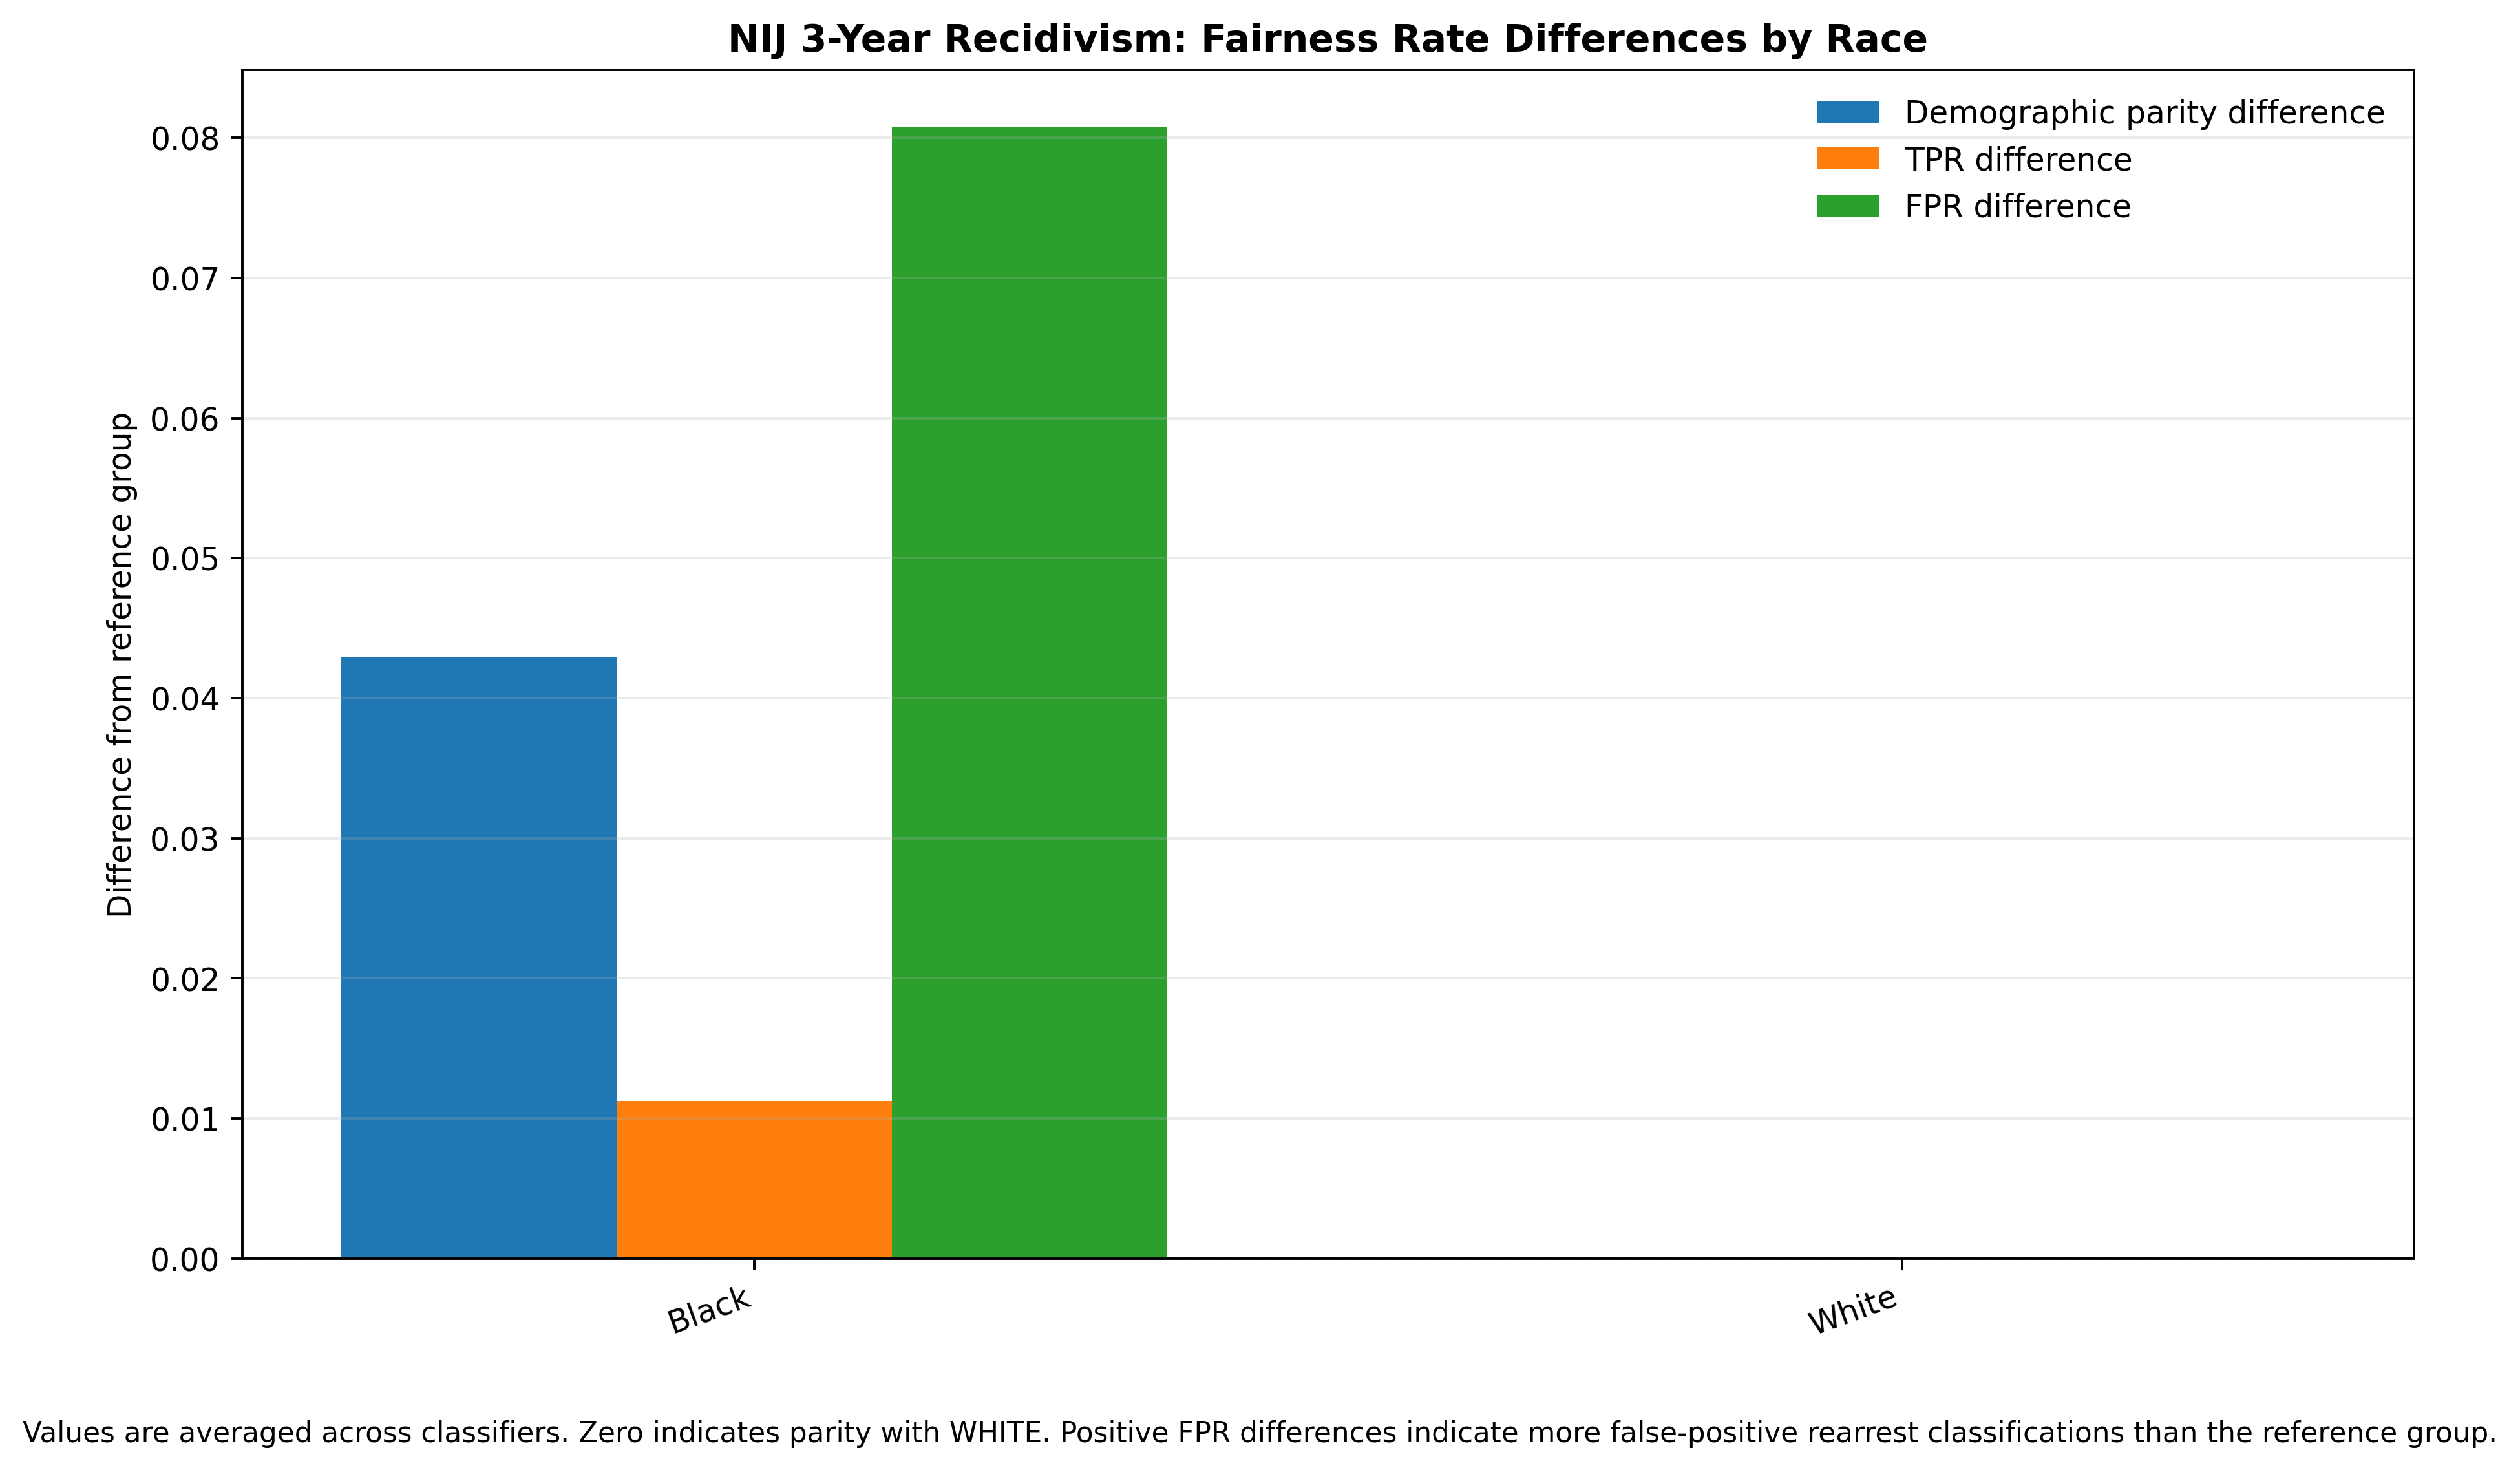 NIJ 3-Year Recidivism: Fairness Rate Differences by Race
Demographic parity difference
TPR difference
FPR difference
Difference from reference group
0.08
0.07
0.06
0.05
0.04
0.03
0.02
0.01
0.00
Black
White
Values are averaged across classifiers. Zero indicates parity with WHITE. Positive FPR differences indicate more false-positive rearrest classifications than the reference group.